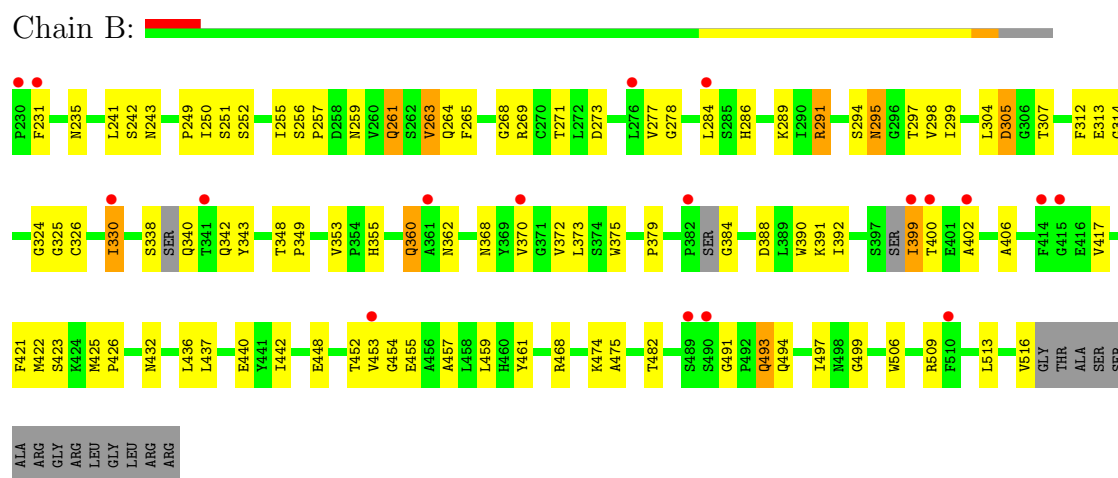 Chain B:
P230 F231 N235 L241 S242 N243 P249 I250 S251 S252 I255 S256 P257 D258 N259 V260 Q261 S262 V263 Q264 F265 G268 R269 C270 T271 L272 D273 L276 V277 G278 L284 S285 H286 K289 I290 R291 S294 N295 G296 T297 V298 I299 L304 D305 G306 T307 F312 E313
G324 G325 C326 I330 S338 SER Q340 T341 Q342 Y343 T348 P349 V353 P354 H355 Q360 A361 N362 N368 Y369 V370 G371 V372 L373 S374 W375 P379 P382 SER G384 D388 L389 W390 K391 I392 S397 SER I399 T400 E401 A402 A406 F414 G415 E416 V417
F421 M422 S423 K424 M425 P426 N432 L436 L437 E440 Y441 I442 E448 T452 V453 G454 E455 A456 A457 L458 L459 H460 Y461 R468 K474 A475 T482 S489 S490 G491 P492 Q493 Q494 I497 N498 G499 W506 R509 F510 L513 V516 GLY THR ALA SER SER
ALA ARG GLY ARG LEU GLY LEU ARG ARG